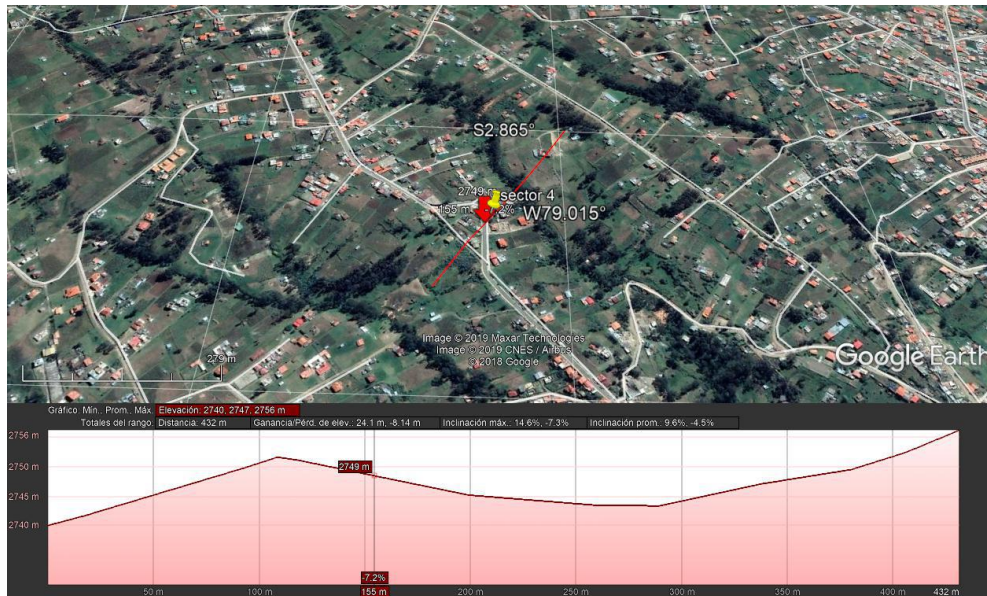 S2.865°
2749 m
sector 4
155 m -7.2%
W79.015°
Image © 2019 Maxar Technologies
Image © 2019 CNES / Airbus
© 2018 Google
Google Earth
279 m
Gráfico: Mín., Prom., Máx. Elevación: 2740, 2747, 2756 m
Totales del rango: Distancia: 432 m Ganancia/Pérd. de elev.: 24.1 m, -8.14 m Inclinación máx.: 14.6%, -7.3% Inclinación prom.: 9.6%, -4.5%
2756 m
2750 m
2749 m
2745 m
2740 m
-7.2%
50 m 100 m 155 m 200 m 250 m 300 m 350 m 400 m 432 m